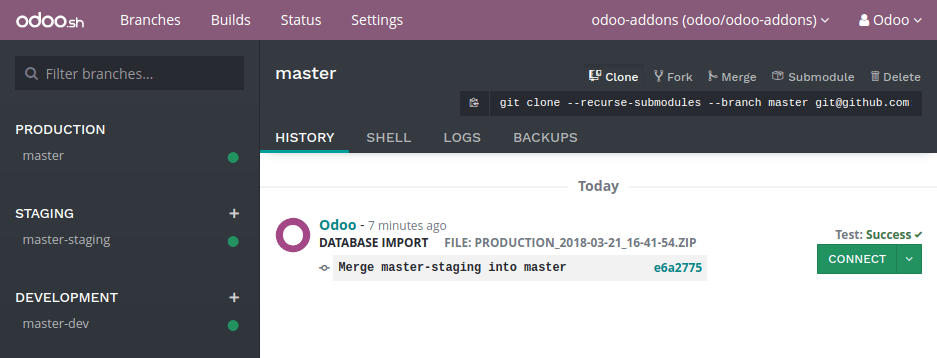 odoo.sh Branches Builds Status Settings odoo-addons (odoo/odoo-addons) Odoo
Filter branches...
PRODUCTION
master
STAGING +
master-staging
DEVELOPMENT +
master-dev
master
Clone Fork Merge Submodule Delete
git clone --recurse-submodules --branch master git@github.com
HISTORY SHELL LOGS BACKUPS
Today
Odoo - 7 minutes ago
DATABASE IMPORT FILE: PRODUCTION_2018-03-21_16-41-54.ZIP
Merge master-staging into master e6a2775
Test: Success
CONNECT